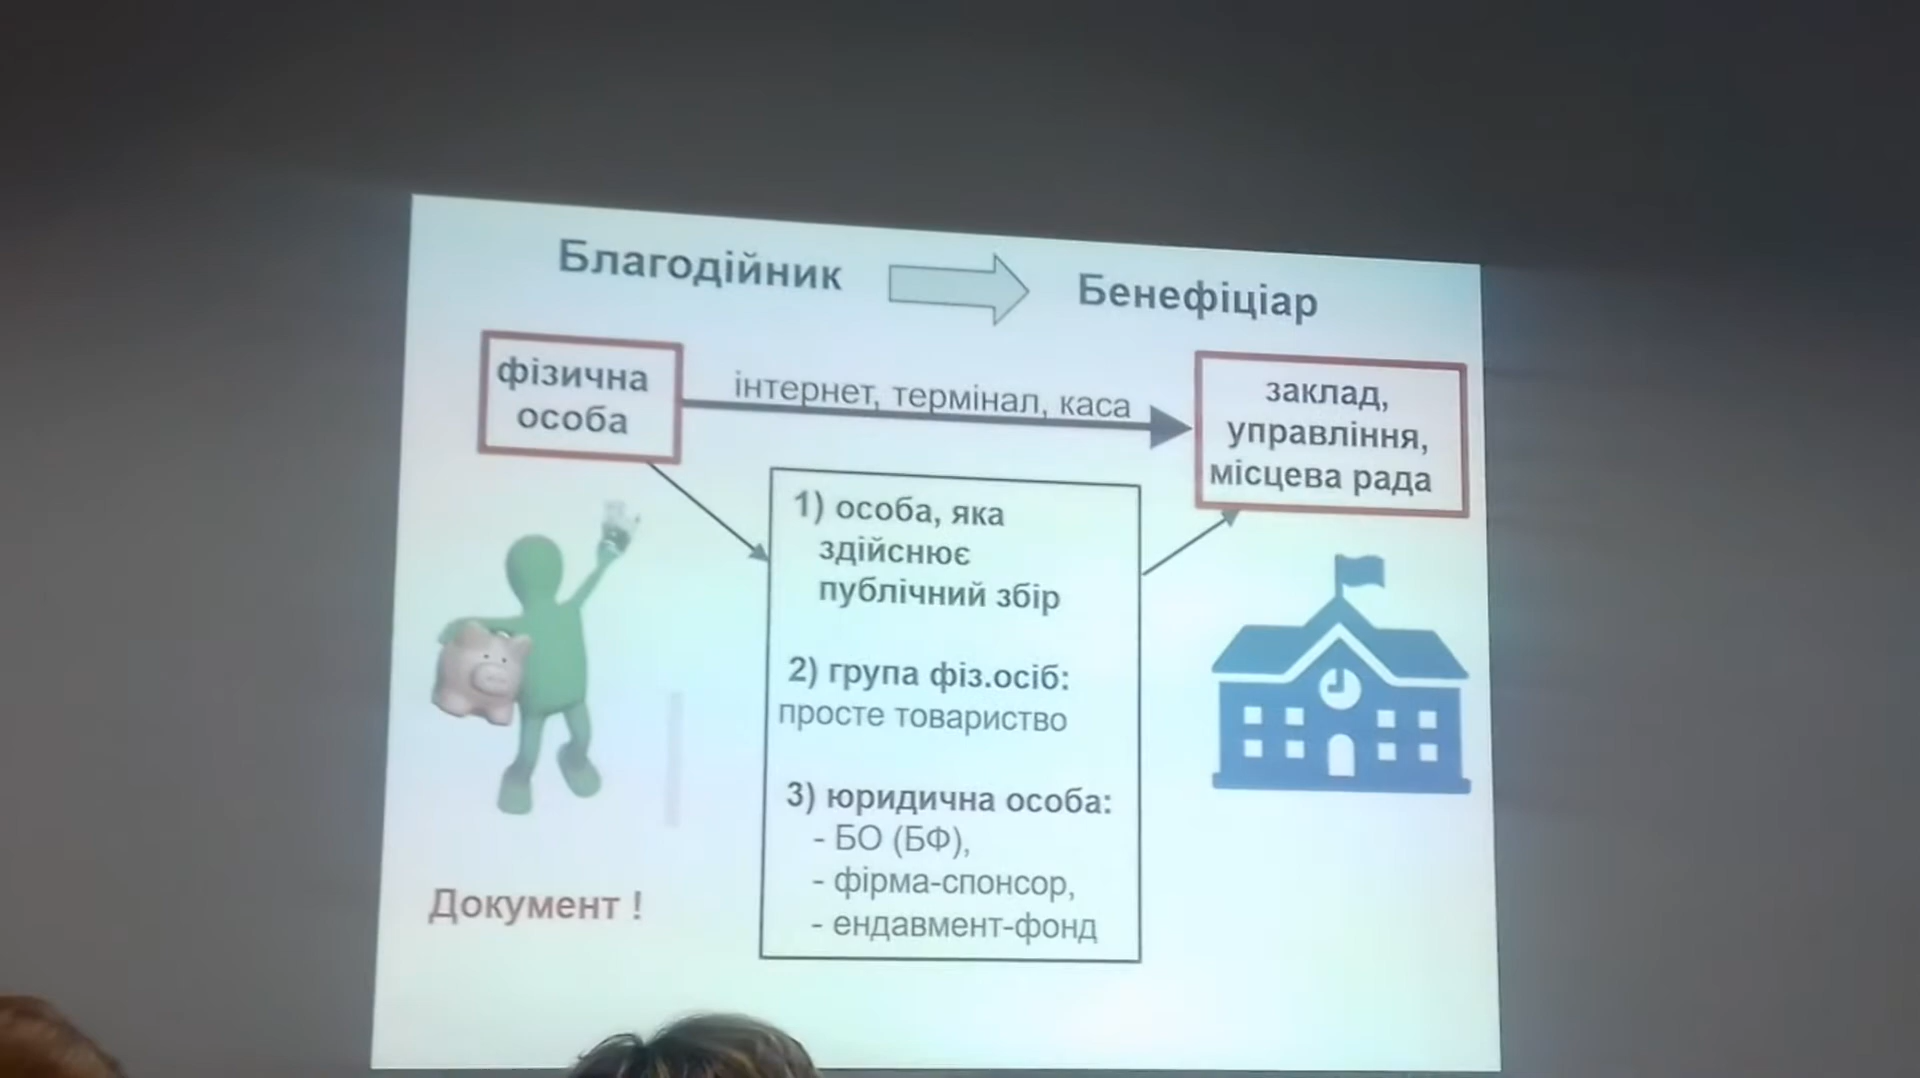 Благодійник
Бенефіціар
фізична
особа
інтернет, термінал, каса
заклад,
управління,
місцева рада
1) особа, яка
здійснює
публічний збір
2) група фіз.осіб:
просте товариство
3) юридична особа:
- БО (БФ),
- фірма-спонсор,
- ендавмент-фонд
Документ !